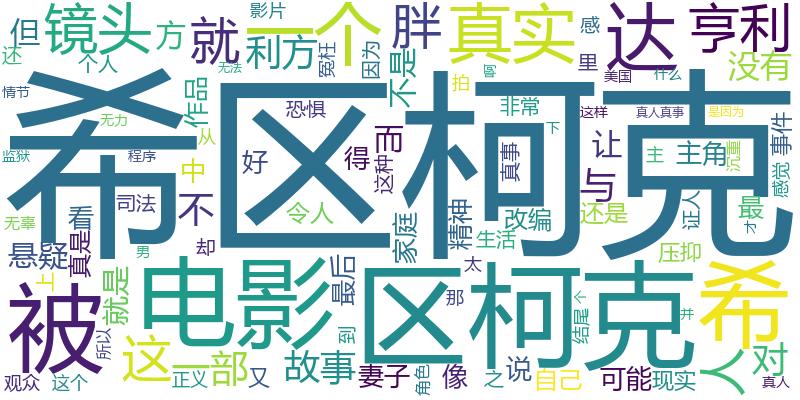 影片
但
镜头
方
就
一个
胖
真实
达
亨利
还
个人
利方
冤枉
因为
不是
感
里
没有
情节
无法
作品
拍
美国
什么
希区柯克
恐惧
非常
这样
真人真事
是因为
无力
从
而
下
让
主
主角
沉重
感觉
事件
监狱
程序
好
得
这种
真事
中
与
证人
最
无辜
看
司法
不
令人
家庭
精神
改编
还是
才
悬疑
真是
却
生活
压抑
上
男
太
被
就是
电影
最后
那
区柯克
希
到
结尾
个
并
所以
这
一部
故事
妻子
像
说
人
对
观众
这个
正义
又
角色
之
自己
可能
现实
真人